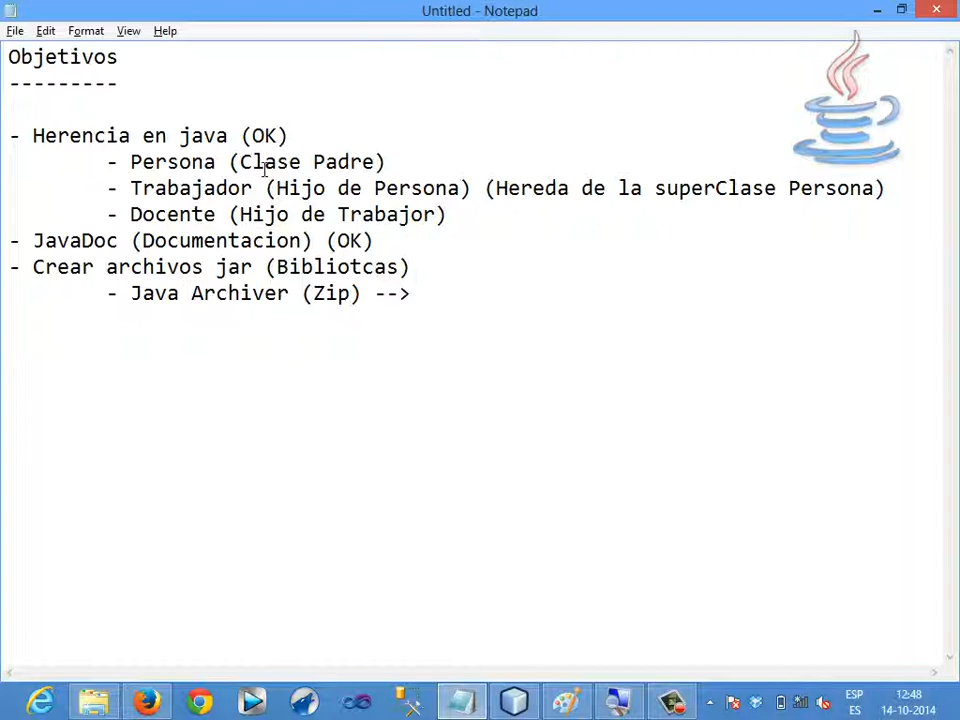 Untitled - Notepad
File Edit Format View Help
Objetivos
---------
- Herencia en java (OK)
- Persona (Clase Padre)
- Trabajador (Hijo de Persona) (Hereda de la superClase Persona)
- Docente (Hijo de Trabajor)
- JavaDoc (Documentacion) (OK)
- Crear archivos jar (Bibliotcas)
- Java Archiver (Zip) -->
ESP 12:48
ES 14-10-2014